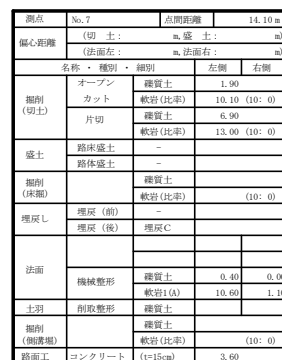 測点 No.7 点間距離 14.10 m
偏心距離 (切 土: m,盛 土: m)
(法面左: m,法面右: m)
名称 ・ 種別 ・ 細別 左側 右側
掘削 (切土) オープンカット 礫質土 1.90
軟岩(比率) 10.10 (10: 0)
片切 礫質土 6.90
軟岩(比率) 13.00 (10: 0)
盛土 路床盛土 -
路体盛土 -
掘削 (床掘) 礫質土
軟岩(比率) (10: 0)
埋戻し 埋戻(前) -
埋戻(後) 埋戻C
法面 機械整形 礫質土 0.40 0.00
軟岩1(A) 10.60 1.10
土羽 削取整形 礫質土
掘削 (側溝堀) 礫質土
軟岩(比率) (10: 0)
路面工 コンクリート (t=15cm) 3.60